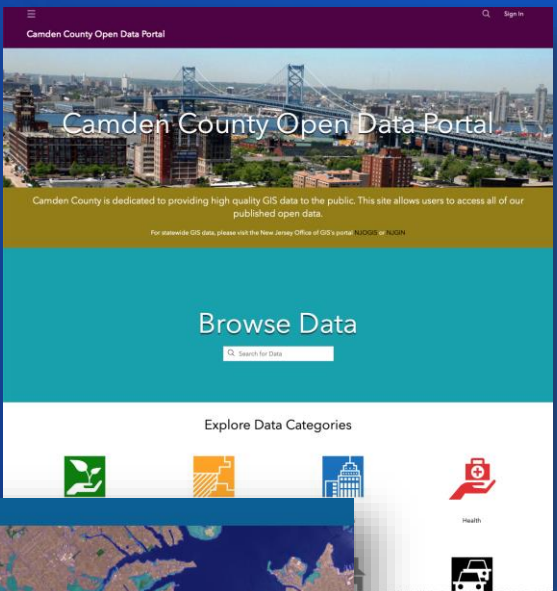 Sign In
Camden County Open Data Portal
Camden County Open Data Portal
Camden County is dedicated to providing high quality GIS data to the public. This site allows users to access all of our
published open data.
For statewide GIS data, please visit the New Jersey Office of GIS's portal NJOGIS or NJGIN
Browse Data
Search for Data
Explore Data Categories
Health